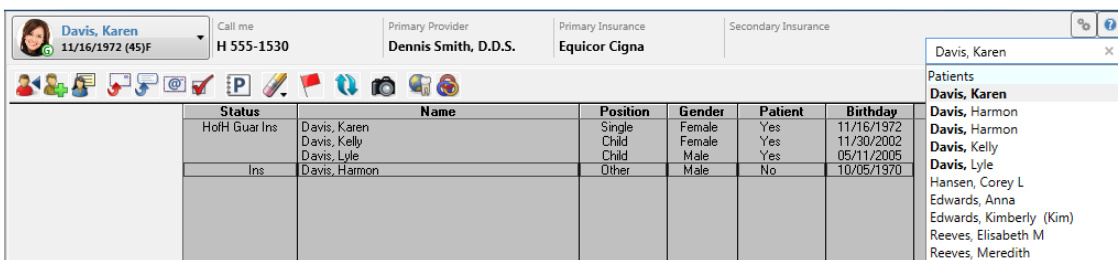 Davis, Karen
11/16/1972 (45)F
G
Call me
H 555-1530
Primary Provider
Dennis Smith, D.D.S.
Primary Insurance
Equicor Cigna
Secondary Insurance
?
Davis, Karen ×
@ P
Status Name Position Gender Patient Birthday
HofH Guar Ins Davis, Karen Single Female Yes 11/16/1972
Davis, Kelly Child Female Yes 11/30/2002
Davis, Lyle Child Male Yes 05/11/2005
Ins Davis, Harmon Other Male No 10/05/1970
Patients
Davis, Karen
Davis, Harmon
Davis, Harmon
Davis, Kelly
Davis, Lyle
Hansen, Corey L
Edwards, Anna
Edwards, Kimberly (Kim)
Reeves, Elisabeth M
Reeves, Meredith